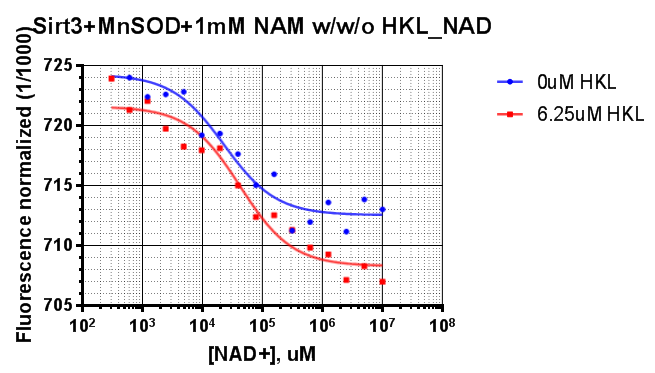 Sirt3+MnSOD+1mM NAM w/w/o HKL_NAD
Fluorescence normalized (1/1000)
725
720
715
710
705
10²
10³
10⁴
10⁵
10⁶
10⁷
10⁸
[NAD+], uM
0uM HKL
6.25uM HKL